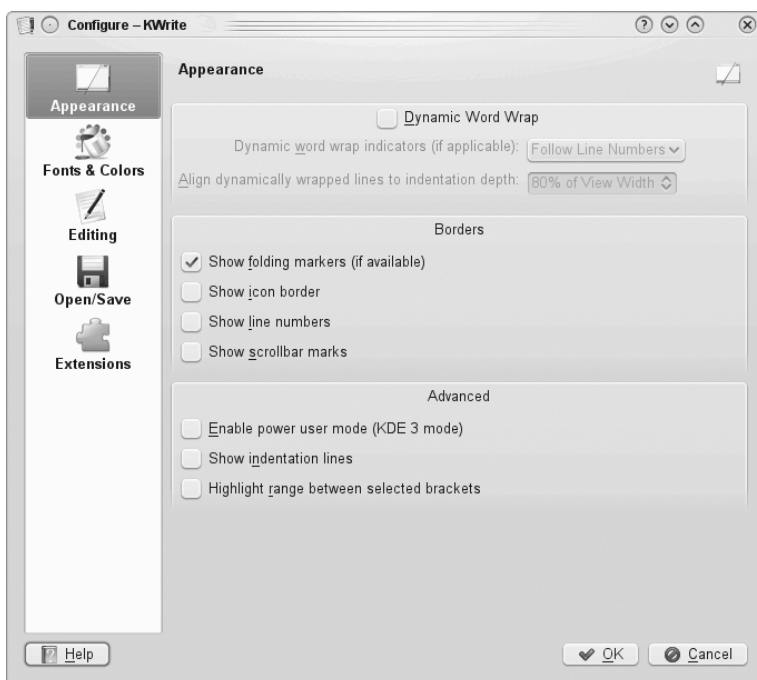 Configure – KWrite
Appearance
Fonts & Colors
Editing
Open/Save
Extensions
Appearance
Dynamic Word Wrap
Dynamic word wrap indicators (if applicable): Follow Line Numbers
Align dynamically wrapped lines to indentation depth: 80% of View Width
Borders
Show folding markers (if available)
Show icon border
Show line numbers
Show scrollbar marks
Advanced
Enable power user mode (KDE 3 mode)
Show indentation lines
Highlight range between selected brackets
Help
OK
Cancel